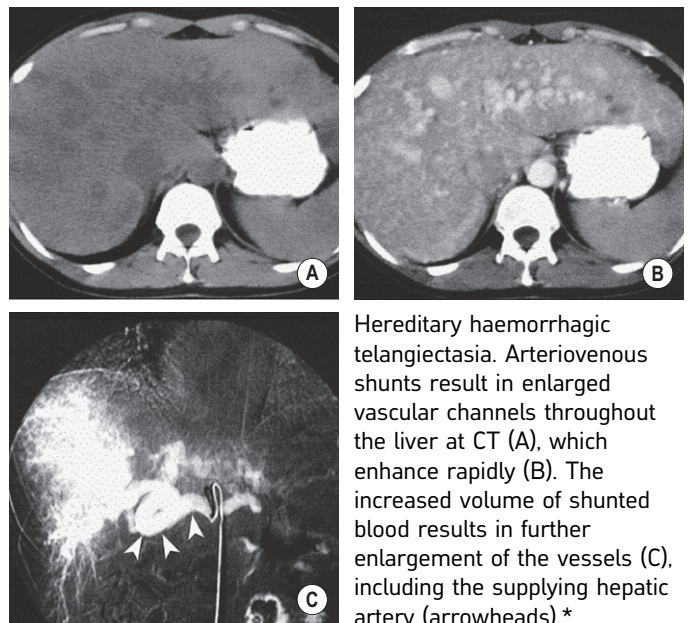 A
B
C
Hereditary haemorrhagic
telangiectasia. Arteriovenous
shunts result in enlarged
vascular channels throughout
the liver at CT (A), which
enhance rapidly (B). The
increased volume of shunted
blood results in further
enlargement of the vessels (C),
including the supplying hepatic
artery (arrowheads).*